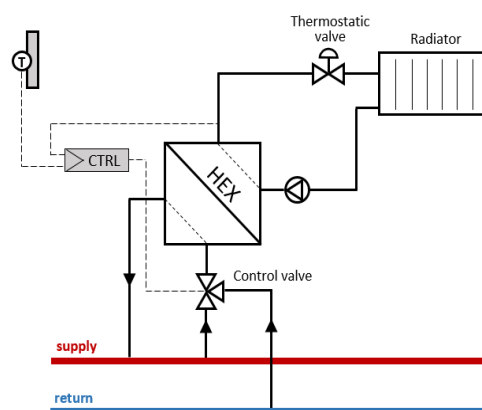 Thermostatic
valve
Radiator
T
CTRL
HEX
Control valve
supply
return